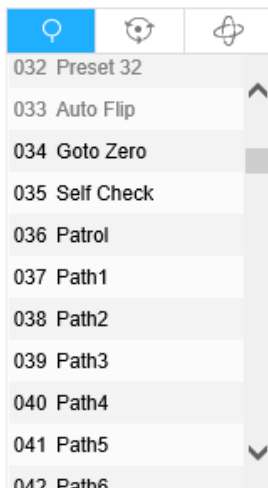 032 Preset 32
033 Auto Flip
034 Goto Zero
035 Self Check
036 Patrol
037 Path1
038 Path2
039 Path3
040 Path4
041 Path5
042 Path6